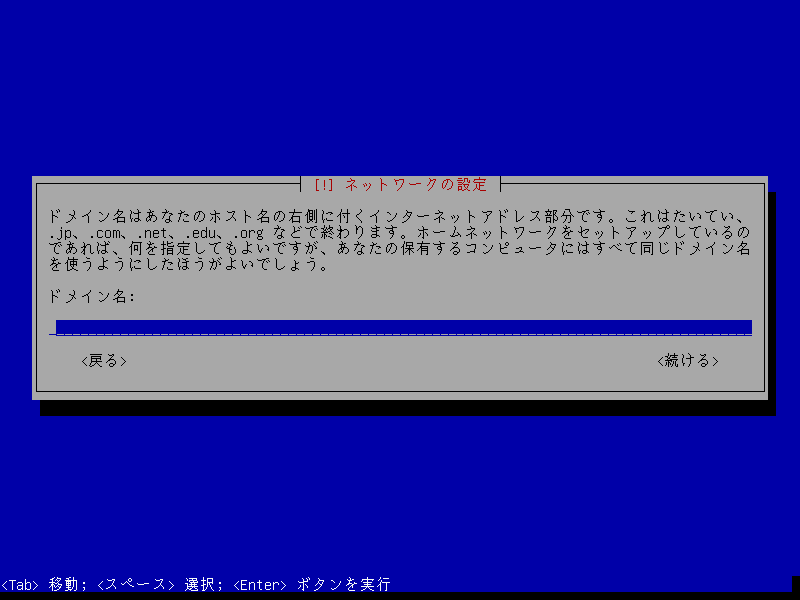 [!] ネットワークの設定
ドメイン名はあなたのホスト名の右側に付くインターネットアドレス部分です。これはたいてい、
.jp、.com、.net、.edu、.org などで終わります。ホームネットワークをセットアップしているの
であれば、何を指定してもよいですが、あなたの保有するコンピュータにはすべて同じドメイン名
を使うようにしたほうがよいでしょう。
ドメイン名:
<戻る> <続ける>
<Tab> 移動; <スペース> 選択; <Enter> ボタンを実行